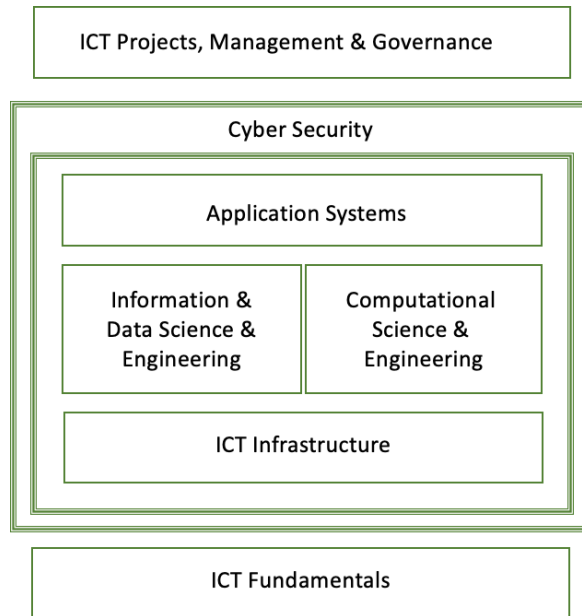 ICT Projects, Management & Governance
Cyber Security
Application Systems
Information &
Data Science &
Engineering
Computational
Science &
Engineering
ICT Infrastructure
ICT Fundamentals